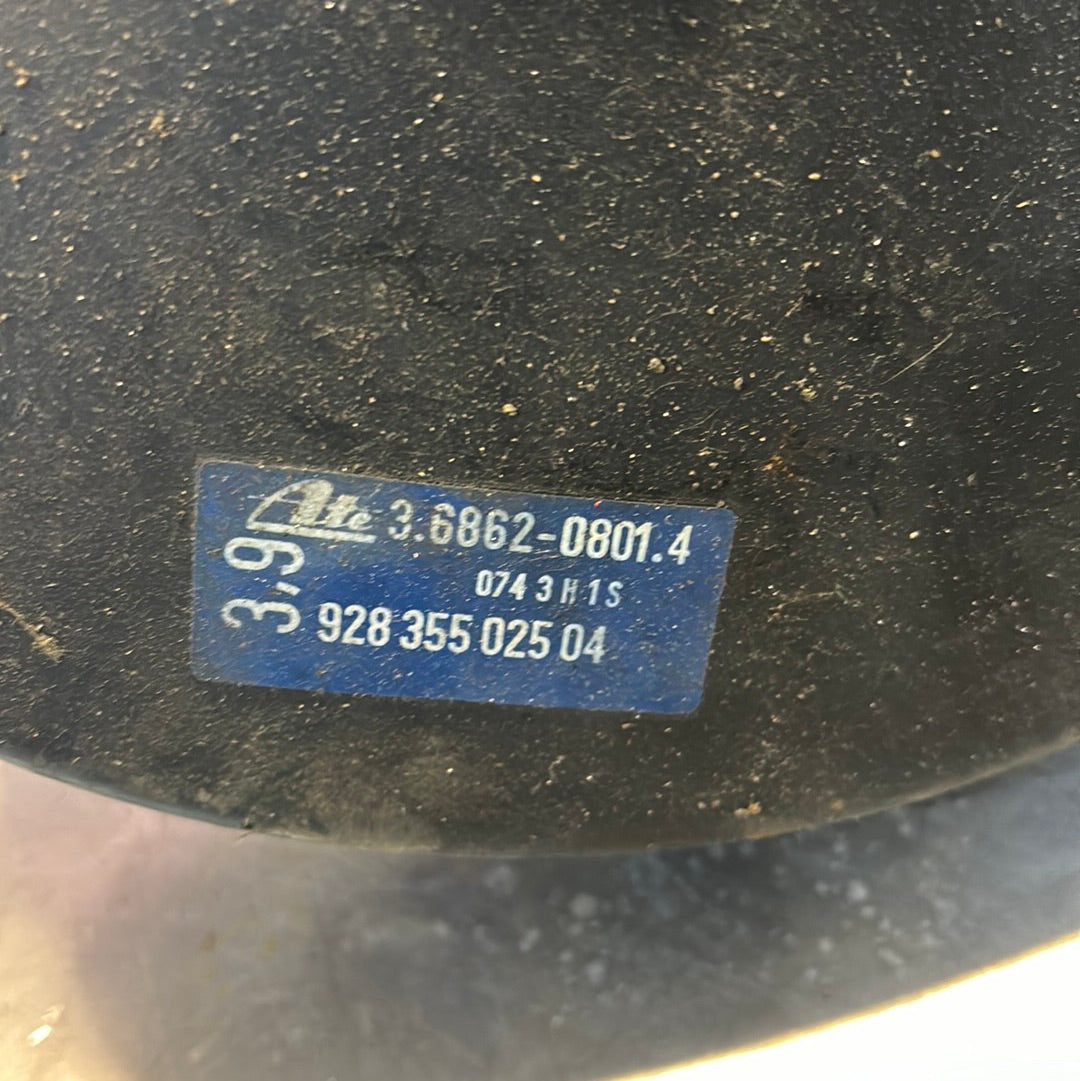 Ate 3.6862-0801.4
074 3 H 1 S
928 355 025 04
3,9